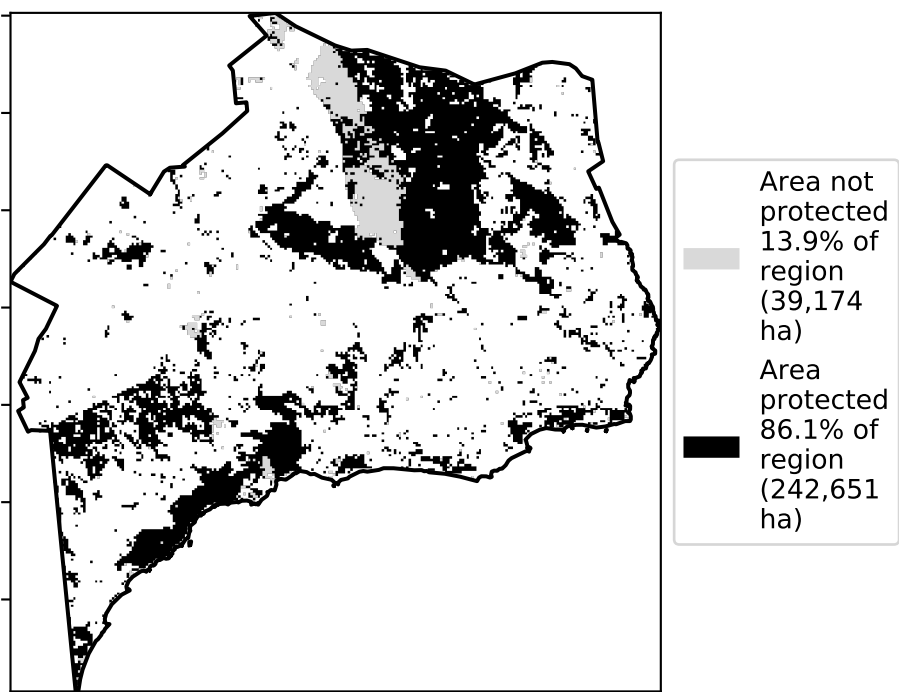 Area not
protected
13.9% of
region
(39,174
ha)
Area
protected
86.1% of
region
(242,651
ha)